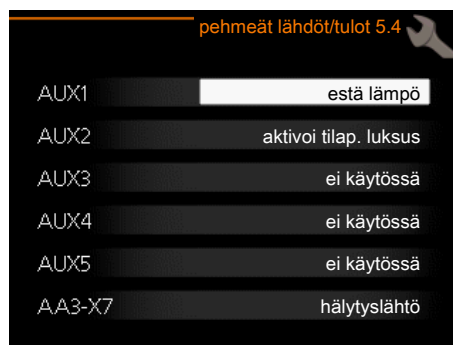 pehmeät lähdöt/tulot 5.4
AUX1 estä lämpö
AUX2 aktivoi tilap. luksus
AUX3 ei käytössä
AUX4 ei käytössä
AUX5 ei käytössä
AA3-X7 hälytyslähtö